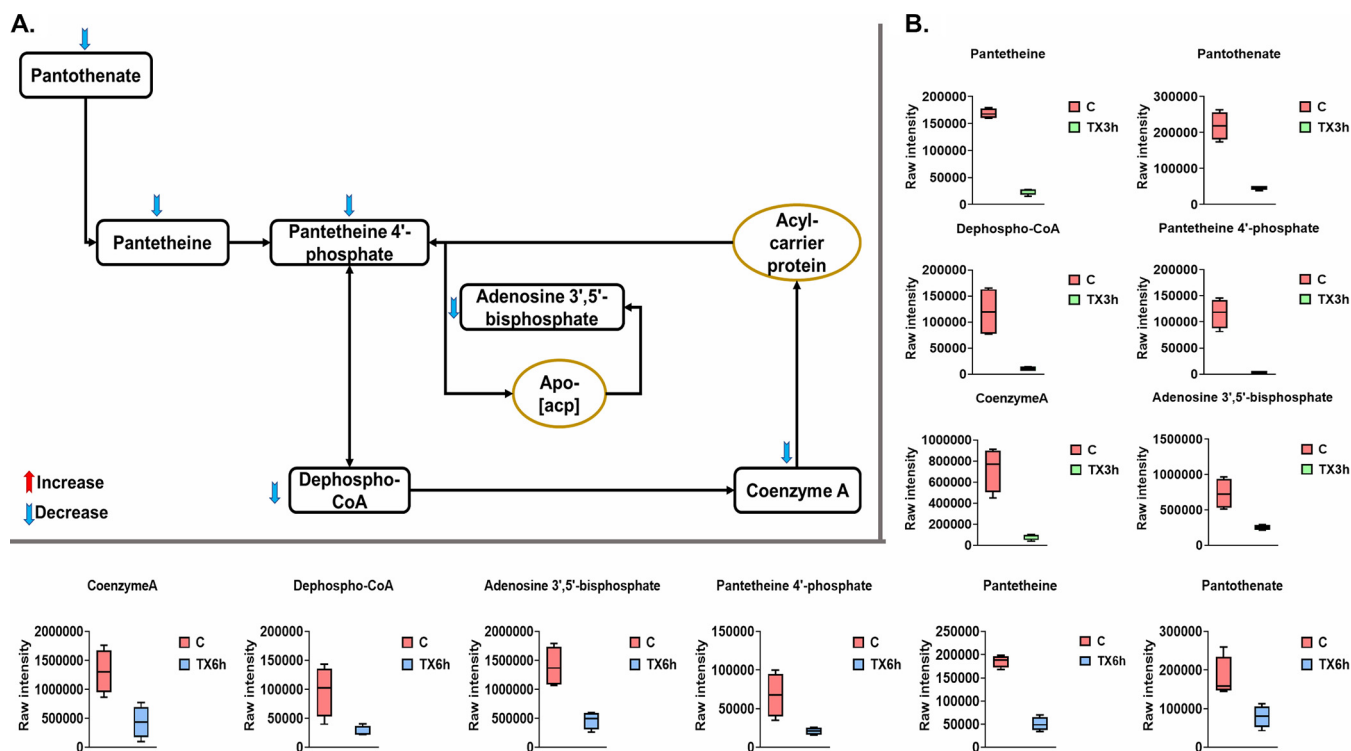 A.
Pantothenate
Pantetheine
Pantetheine 4'-
phosphate
Acyl-
carrier
protein
Adenosine 3',5'-
bisphosphate
Apo-
[acp]
Dephospho-
CoA
Coenzyme A
Increase
Decrease
B.
Pantetheine
Raw intensity
200000
150000
100000
50000
0
C
TX3h
Pantothenate
Raw intensity
300000
200000
100000
0
C
TX3h
Dephospho-CoA
Raw intensity
200000
150000
100000
50000
0
C
TX3h
Pantetheine 4'-phosphate
Raw intensity
200000
150000
100000
50000
0
C
TX3h
CoenzymeA
Raw intensity
1000000
800000
600000
400000
200000
0
C
TX3h
Adenosine 3',5'-bisphosphate
Raw intensity
1500000
1000000
500000
0
C
TX3h
CoenzymeA
Raw intensity
2000000
1500000
1000000
500000
0
C
TX6h
Dephospho-CoA
Raw intensity
200000
150000
100000
50000
0
C
TX6h
Adenosine 3',5'-bisphosphate
Raw intensity
2000000
1500000
1000000
500000
0
C
TX6h
Pantetheine 4'-phosphate
Raw intensity
150000
100000
50000
0
C
TX6h
Pantetheine
Raw intensity
250000
200000
150000
100000
50000
0
C
TX6h
Pantothenate
Raw intensity
300000
200000
100000
0
C
TX6h